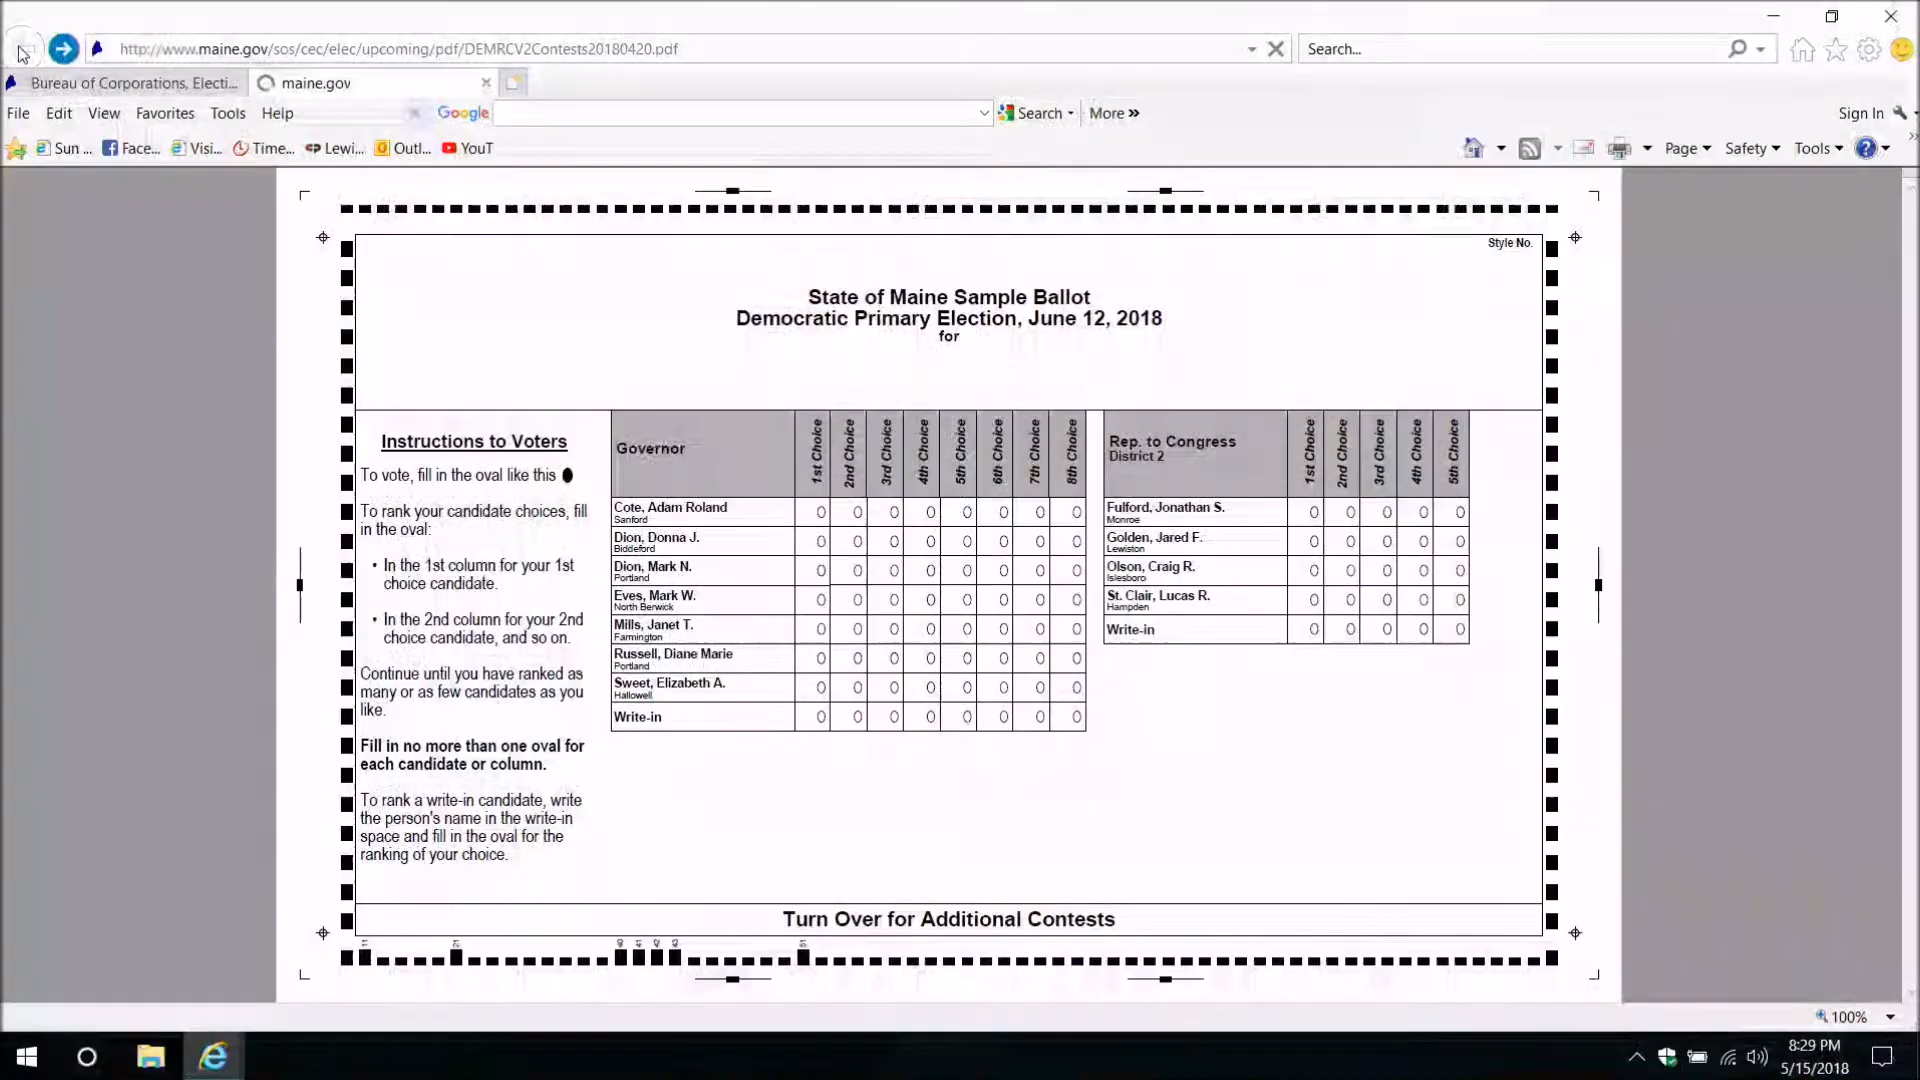 http://www.maine.gov/sos/cec/elec/upcoming/pdf/DEMRCV2Contests20180420.pdf
Search...
Bureau of Corporations, Electi...
maine.gov
File Edit View Favorites Tools Help
Google
Search
More »
Sign In
Sun ...
Face...
Visi...
Time...
Lewi...
Outl...
YouT
Page
Safety
Tools
Style No.
State of Maine Sample Ballot
Democratic Primary Election, June 12, 2018
for
Instructions to Voters
To vote, fill in the oval like this
To rank your candidate choices, fill
in the oval:
• In the 1st column for your 1st
choice candidate.
• In the 2nd column for your 2nd
choice candidate, and so on.
Continue until you have ranked as
many or as few candidates as you
like.
Fill in no more than one oval for
each candidate or column.
To rank a write-in candidate, write
the person's name in the write-in
space and fill in the oval for the
ranking of your choice.
Governor
1st Choice
2nd Choice
3rd Choice
4th Choice
5th Choice
6th Choice
7th Choice
8th Choice
Cote, Adam Roland
Sanford
Dion, Donna J.
Biddeford
Dion, Mark N.
Portland
Eves, Mark W.
North Berwick
Mills, Janet T.
Farmington
Russell, Diane Marie
Portland
Sweet, Elizabeth A.
Hallowell
Write-in
Rep. to Congress
District 2
1st Choice
2nd Choice
3rd Choice
4th Choice
5th Choice
Fulford, Jonathan S.
Monroe
Golden, Jared F.
Lewiston
Olson, Craig R.
Islesboro
St. Clair, Lucas R.
Hampden
Write-in
Turn Over for Additional Contests
11
21
40
41
42
43
51
100%
8:29 PM
5/15/2018